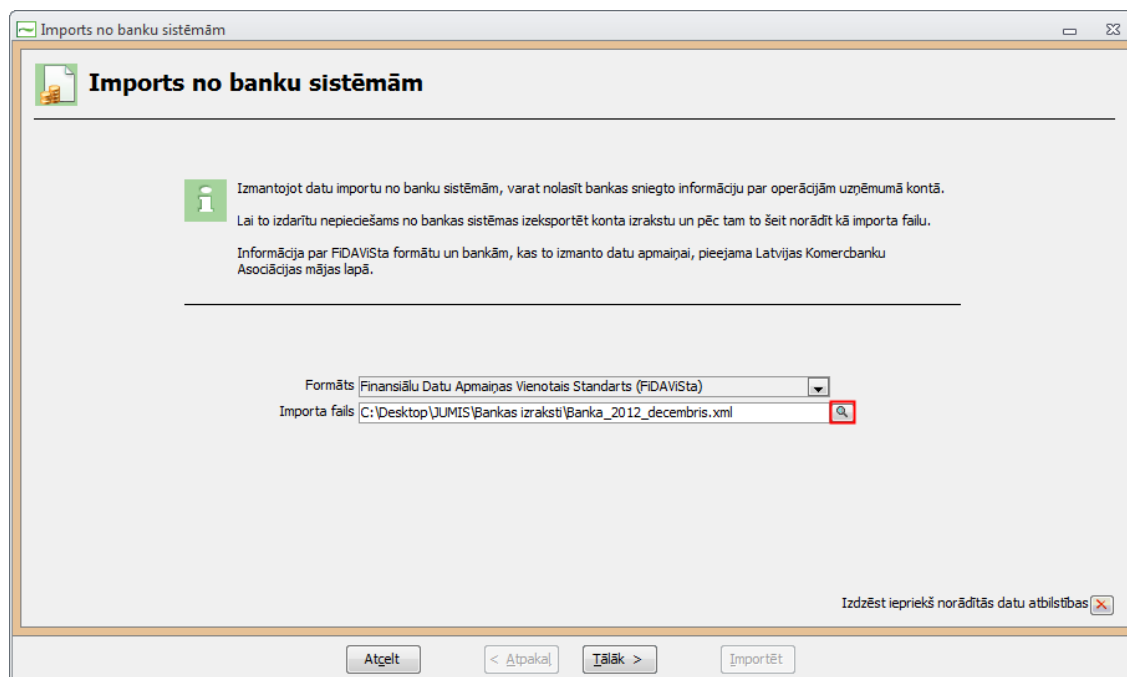 Imports no banku sistēmām
Imports no banku sistēmām
Izmantojot datu importu no banku sistēmām, varat nolasīt bankas sniegto informāciju par operācijām uzņēmumā kontā.
Lai to izdarītu nepieciešams no bankas sistēmas izeksportēt konta izrakstu un pēc tam to šeit norādīt kā importa failu.
Informācija par FiDAViSta formātu un bankām, kas to izmanto datu apmaiņai, pieejama Latvijas Komercbanku
Asociācijas mājas lapā.
Formāts Finansiālu Datu Apmaiņas Vienotais Standarts (FiDAViSta)
Importa fails C:\Desktop\JUMIS\Bankas izraksti\Banka_2012_decembris.xml
Izdzēst iepriekš norādītās datu atbilstības
Atcelt < Atpakaļ Tālāk > Importēt